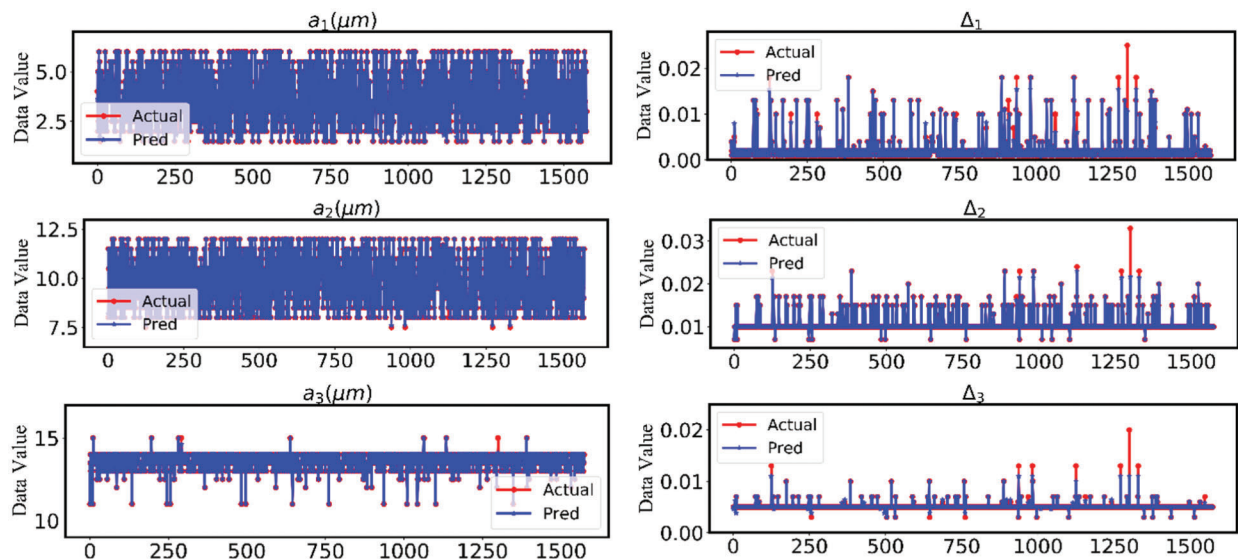 a₁(μm)
Data Value
5.0
2.5
Actual
Pred
0 250 500 750 1000 1250 1500
Δ₁
Data Value
0.02
0.01
0.00
Actual
Pred
0 250 500 750 1000 1250 1500
a₂(μm)
Data Value
12.5
10.0
7.5
Actual
Pred
0 250 500 750 1000 1250 1500
Δ₂
Data Value
0.03
0.02
0.01
Actual
Pred
0 250 500 750 1000 1250 1500
a₃(μm)
Data Value
15
10
Actual
Pred
0 250 500 750 1000 1250 1500
Δ₃
Data Value
0.02
0.01
0.00
Actual
Pred
0 250 500 750 1000 1250 1500